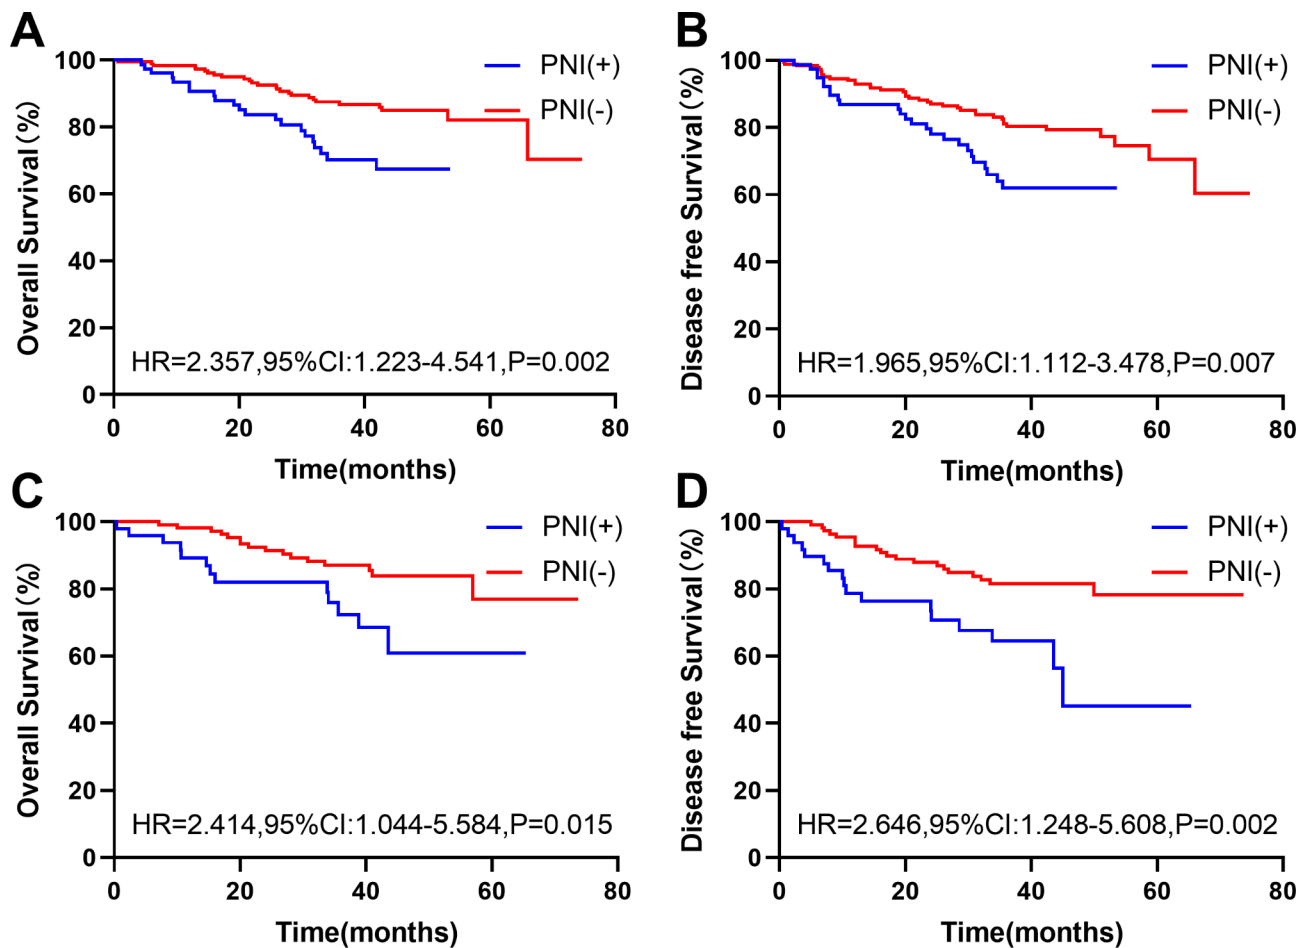 A
Overall Survival(%)
100
80
60
40
20
0
PNI(+)
PNI(-)
HR=2.357,95%CI:1.223-4.541,P=0.002
0 20 40 60 80
Time(months)
B
Disease free Survival(%)
100
80
60
40
20
0
PNI(+)
PNI(-)
HR=1.965,95%CI:1.112-3.478,P=0.007
0 20 40 60 80
Time(months)
C
Overall Survival(%)
100
80
60
40
20
0
PNI(+)
PNI(-)
HR=2.414,95%CI:1.044-5.584,P=0.015
0 20 40 60 80
Time(months)
D
Disease free Survival(%)
100
80
60
40
20
0
PNI(+)
PNI(-)
HR=2.646,95%CI:1.248-5.608,P=0.002
0 20 40 60 80
Time(months)